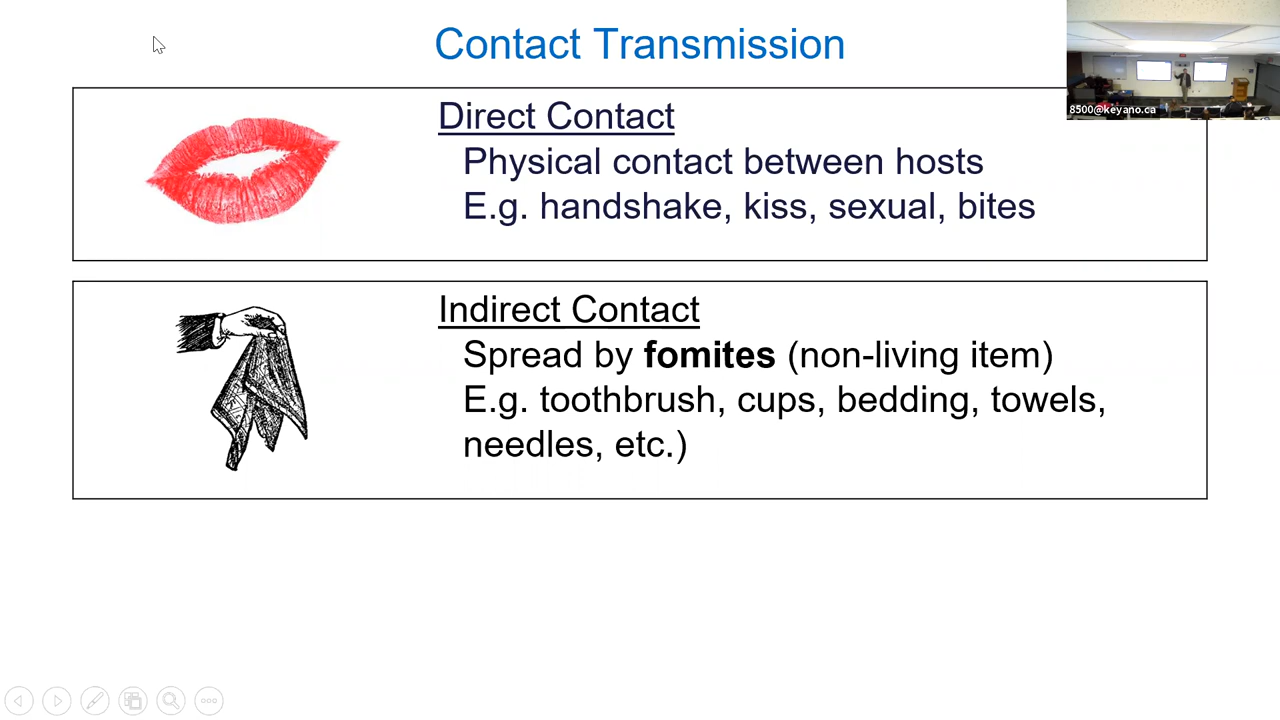 Contact Transmission
8500@keyano.ca
Direct Contact
Physical contact between hosts
E.g. handshake, kiss, sexual, bites
Indirect Contact
Spread by fomites (non-living item)
E.g. toothbrush, cups, bedding, towels,
needles, etc.)